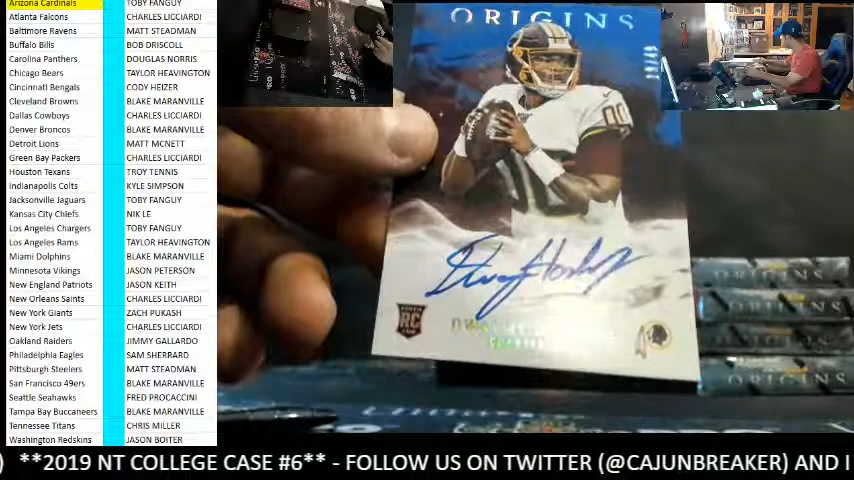 Arizona Cardinals TOBY FANGUY
Atlanta Falcons CHARLES LICCIARDI
Baltimore Ravens MATT STEADMAN
Buffalo Bills BOB DRISCOLL
Carolina Panthers DOUGLAS NORRIS
Chicago Bears TAYLOR HEAVINGTON
Cincinnati Bengals CODY HEIZER
Cleveland Browns BLAKE MARANVILLE
Dallas Cowboys CHARLES LICCIARDI
Denver Broncos BLAKE MARANVILLE
Detroit Lions MATT MCNETT
Green Bay Packers CHARLES LICCIARDI
Houston Texans TROY TENNIS
Indianapolis Colts KYLE SIMPSON
Jacksonville Jaguars TOBY FANGUY
Kansas City Chiefs NIK LE
Los Angeles Chargers TOBY FANGUY
Los Angeles Rams TAYLOR HEAVINGTON
Miami Dolphins BLAKE MARANVILLE
Minnesota Vikings JASON PETERSON
New England Patriots JASON KEITH
New Orleans Saints CHARLES LICCIARDI
New York Giants ZACH PUKASH
New York Jets CHARLES LICCIARDI
Oakland Raiders JIMMY GALLARDO
Philadelphia Eagles SAM SHERRARD
Pittsburgh Steelers MATT STEADMAN
San Francisco 49ers BLAKE MARANVILLE
Seattle Seahawks FRED PROCACCINI
Tampa Bay Buccaneers BLAKE MARANVILLE
Tennessee Titans CHRIS MILLER
Washington Redskins JASON BOITER
ORIGINS
RC
ORIGINS
ORIGINS
ORIGINS
) **2019 NT COLLEGE CASE #6** - FOLLOW US ON TWITTER (@CAJUNBREAKER) AND I